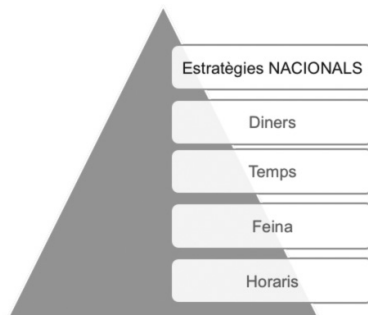 Estratègies NACIONALS
Diners
Temps
Feina
Horaris